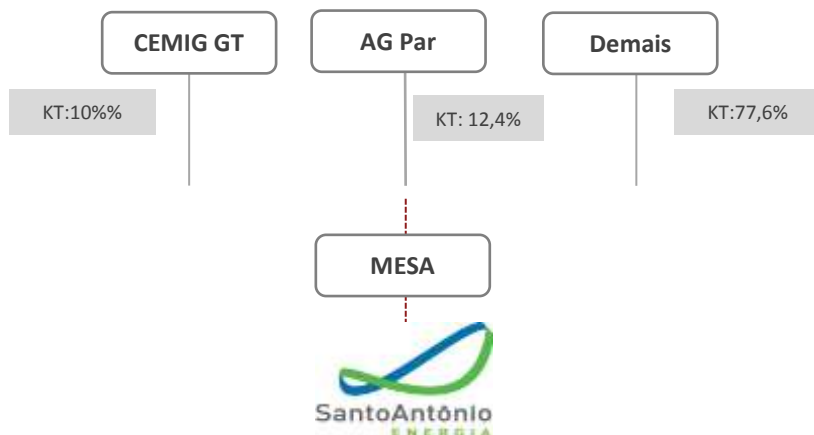 CEMIG GT
AG Par
Demais
KT:10%%
KT: 12,4%
KT:77,6%
MESA
SantoAntônio
ENERGIA